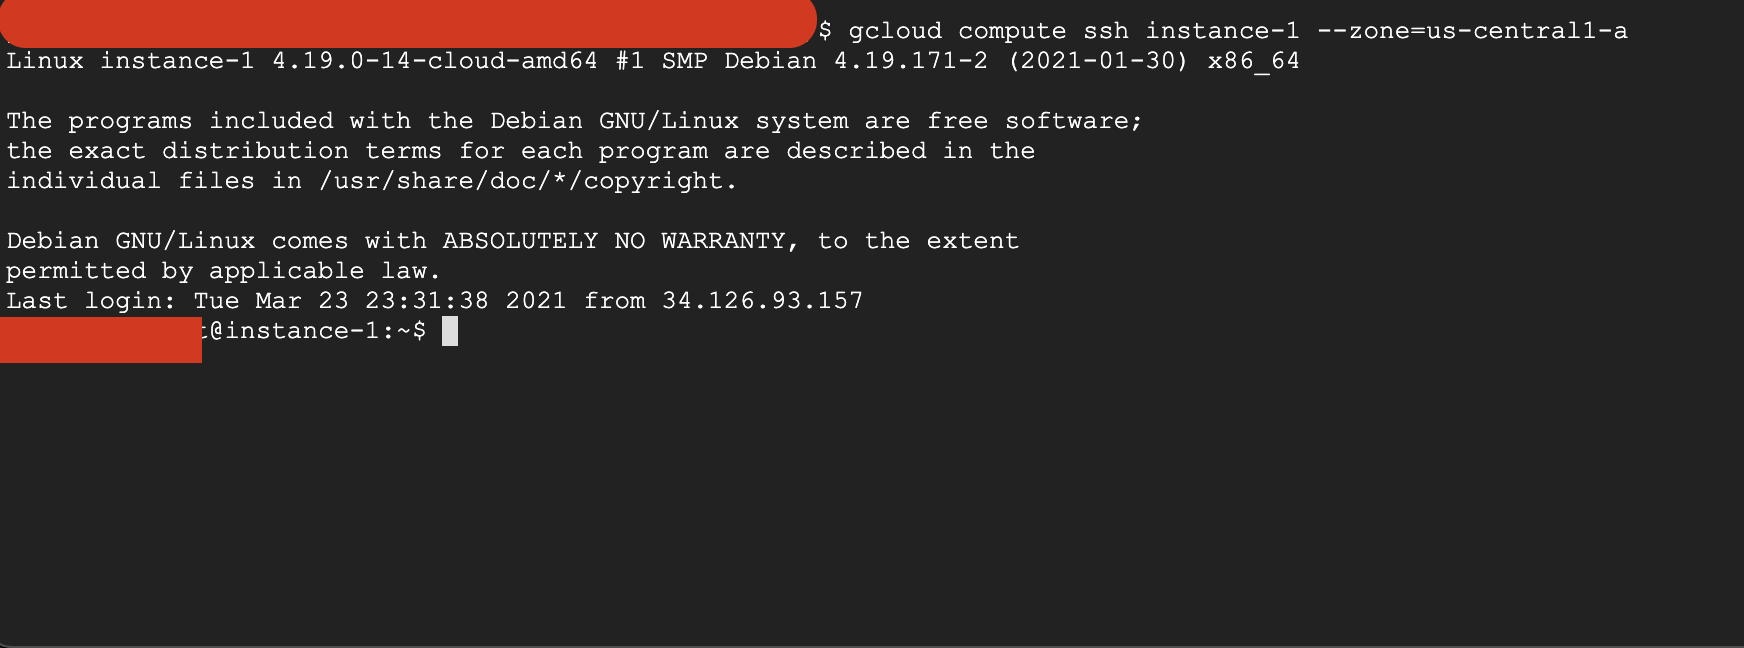 $ gcloud compute ssh instance-1 --zone=us-central1-a
Linux instance-1 4.19.0-14-cloud-amd64 #1 SMP Debian 4.19.171-2 (2021-01-30) x86_64
The programs included with the Debian GNU/Linux system are free software;
the exact distribution terms for each program are described in the
individual files in /usr/share/doc/*/copyright.
Debian GNU/Linux comes with ABSOLUTELY NO WARRANTY, to the extent
permitted by applicable law.
Last login: Tue Mar 23 23:31:38 2021 from 34.126.93.157
t@instance-1:~$